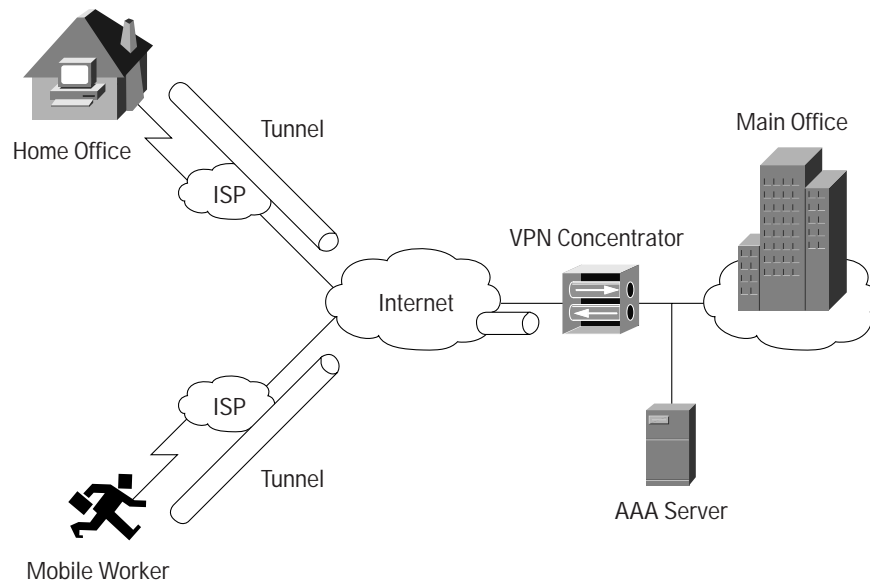 Tunnel
Main Office
Home Office
ISP
VPN Concentrator
Internet
ISP
Tunnel
AAA Server
Mobile Worker